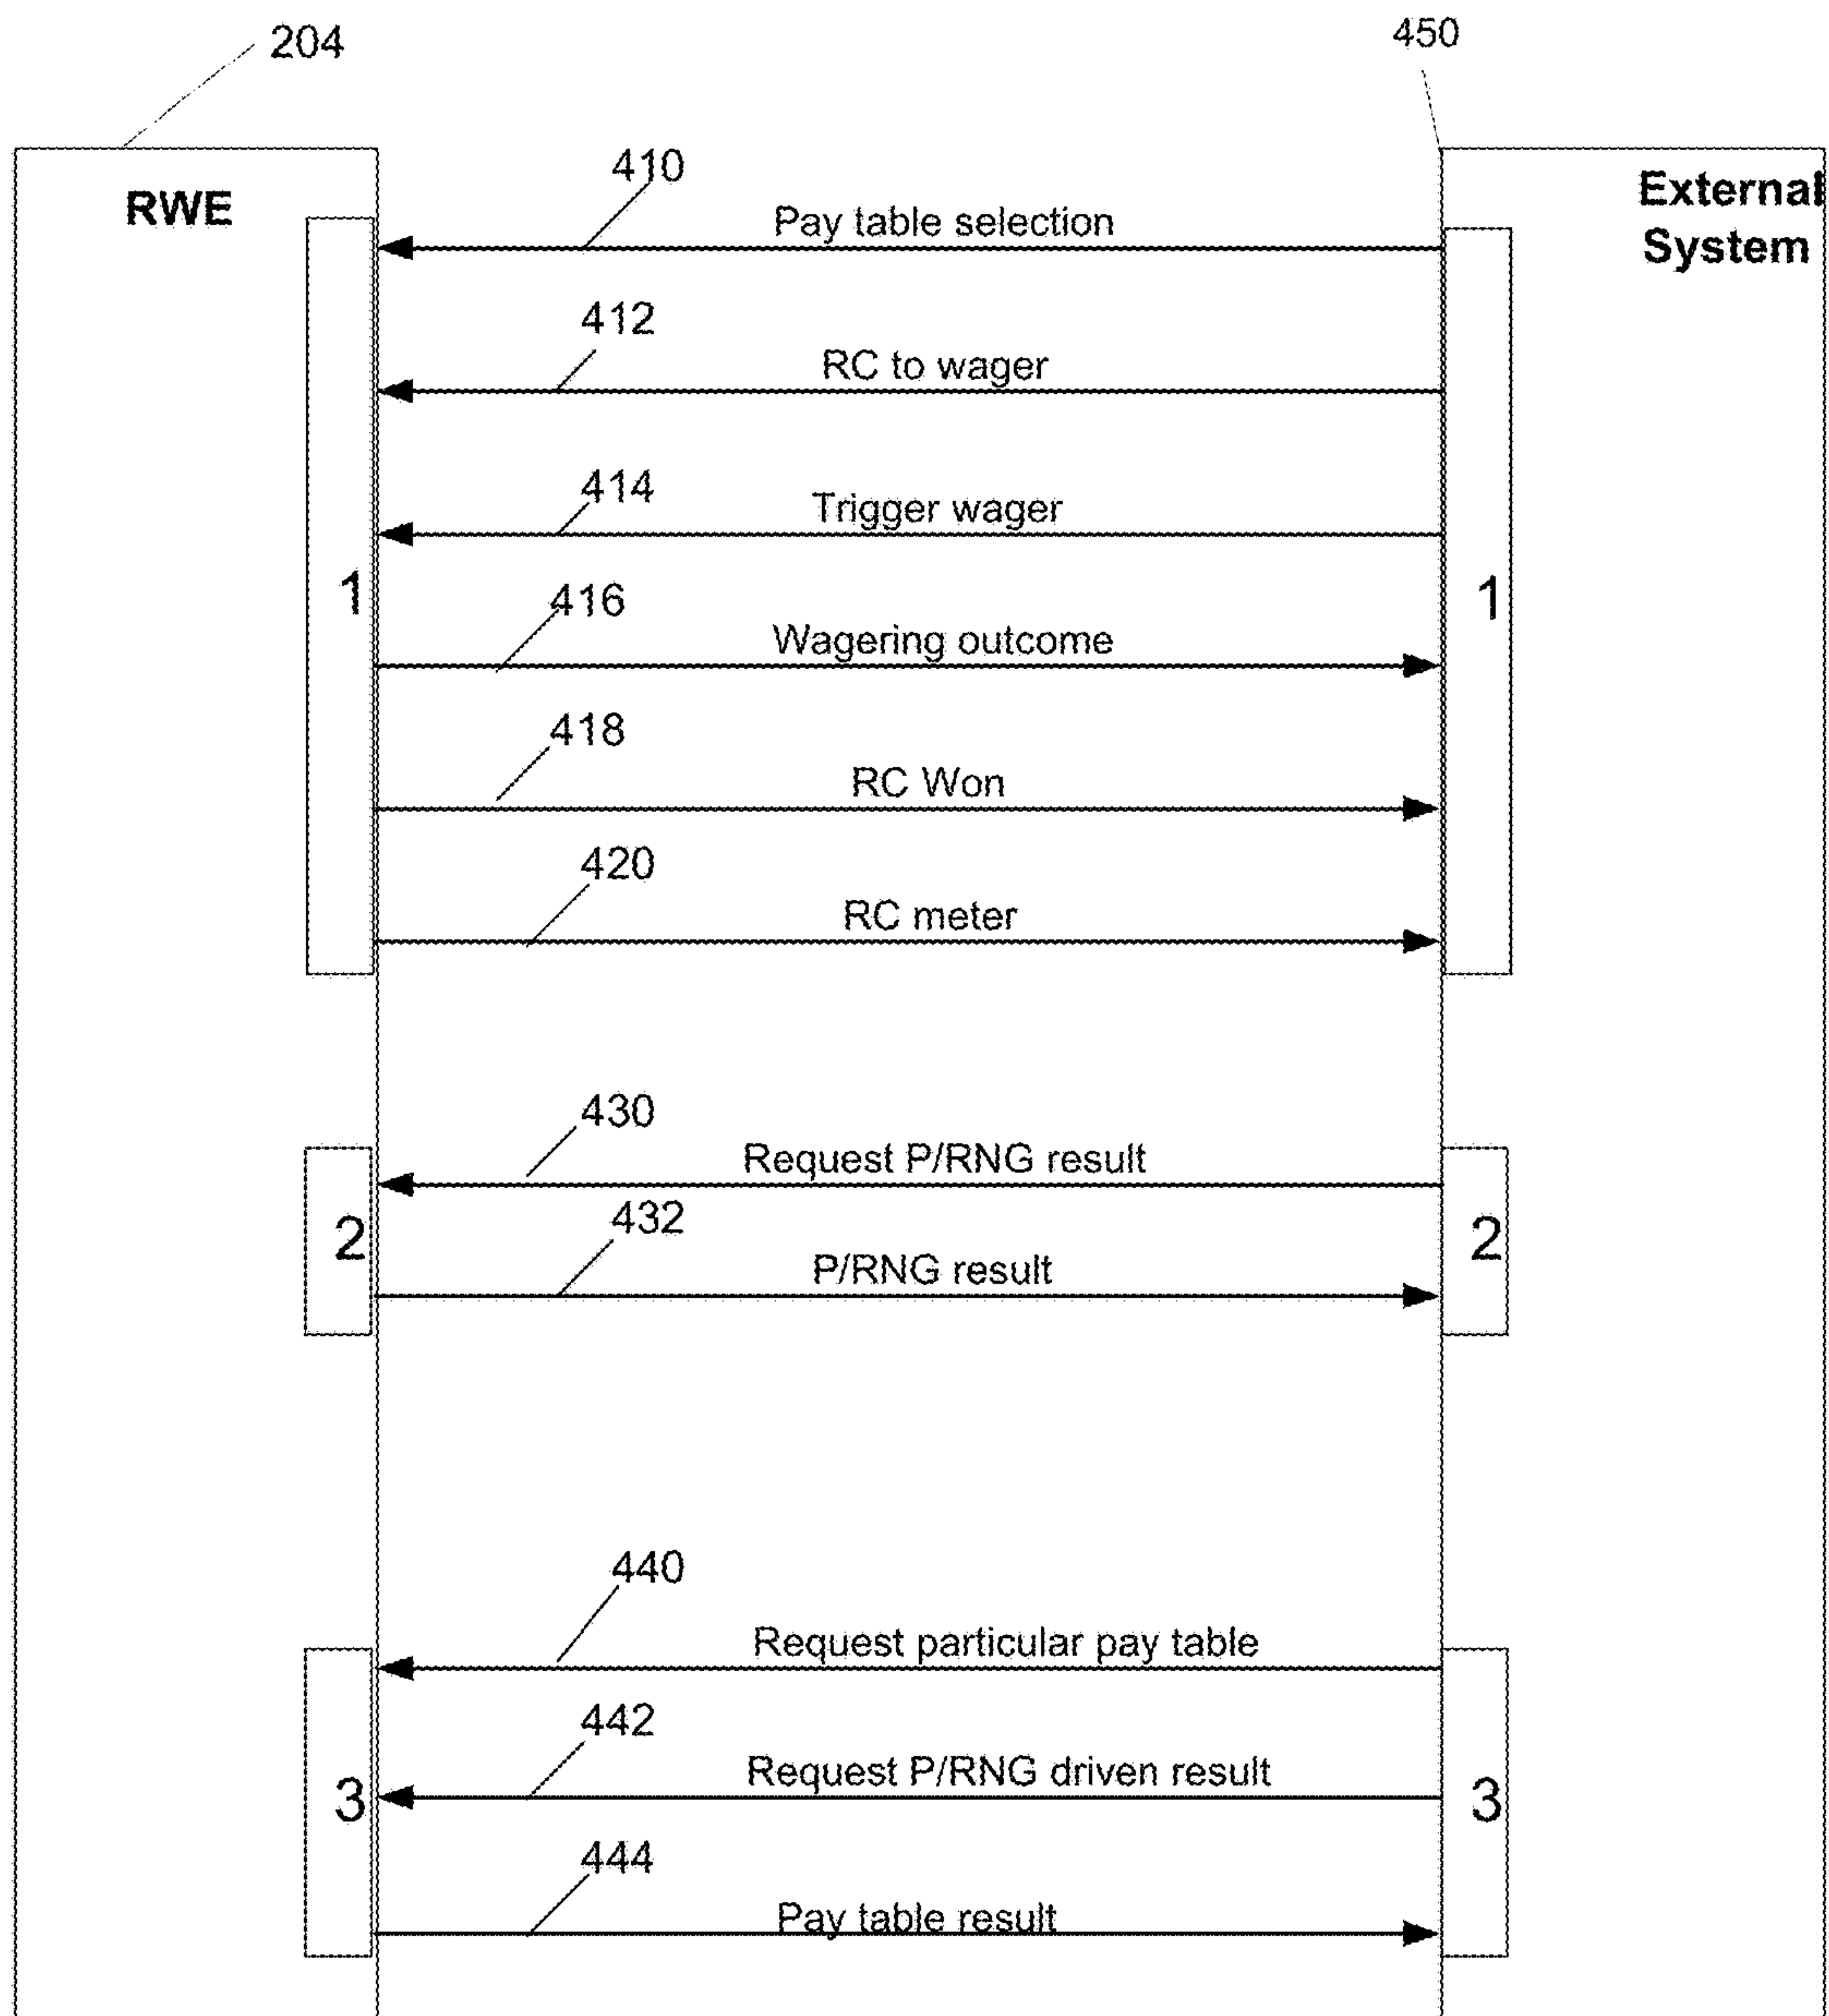 204
450
RWE
External
System
410
Pay table selection
412
RC to wager
414
Trigger wager
1
1
416
Wagering outcome
418
RC Won
420
RC meter
430
Request P/RNG result
2
2
432
P/RNG result
440
Request particular pay table
442
Request P/RNG driven result
3
3
444
Pay table result